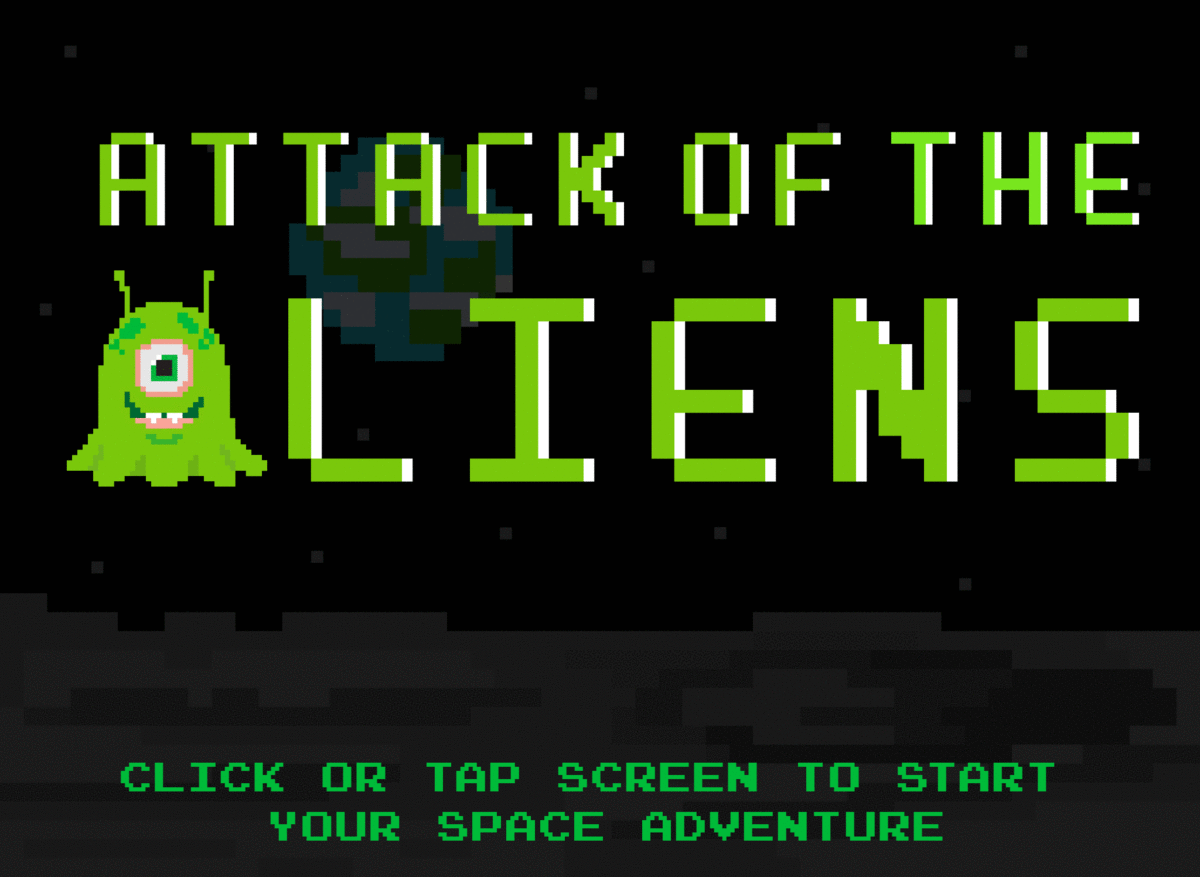 ATTACK OF THE
LIENS
CLICK OR TAP SCREEN TO START
YOUR SPACE ADVENTURE